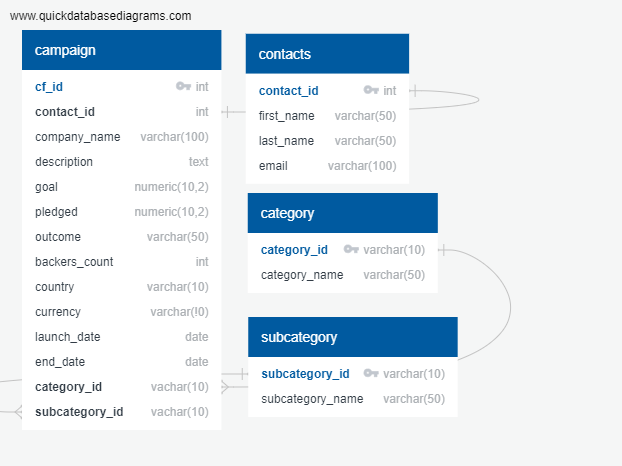 www.quickdatabasediagrams.com
campaign
cf_id int
contact_id int
company_name varchar(100)
description text
goal numeric(10,2)
pledged numeric(10,2)
outcome varchar(50)
backers_count int
country varchar(10)
currency varchar(!0)
launch_date date
end_date date
category_id vachar(10)
subcategory_id vachar(10)
contacts
contact_id int
first_name varchar(50)
last_name varchar(50)
email varchar(100)
category
category_id varchar(10)
category_name varchar(50)
subcategory
subcategory_id varchar(10)
subcategory_name varchar(50)